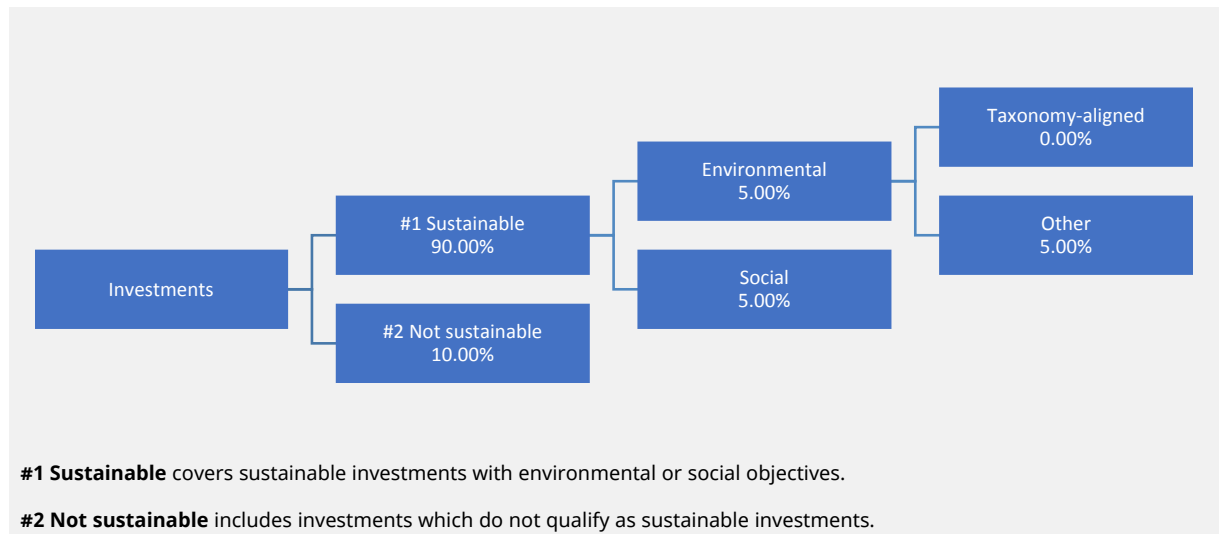 Investments
#1 Sustainable
90.00%
#2 Not sustainable
10.00%
Environmental
5.00%
Social
5.00%
Taxonomy-aligned
0.00%
Other
5.00%
#1 Sustainable covers sustainable investments with environmental or social objectives.
#2 Not sustainable includes investments which do not qualify as sustainable investments.